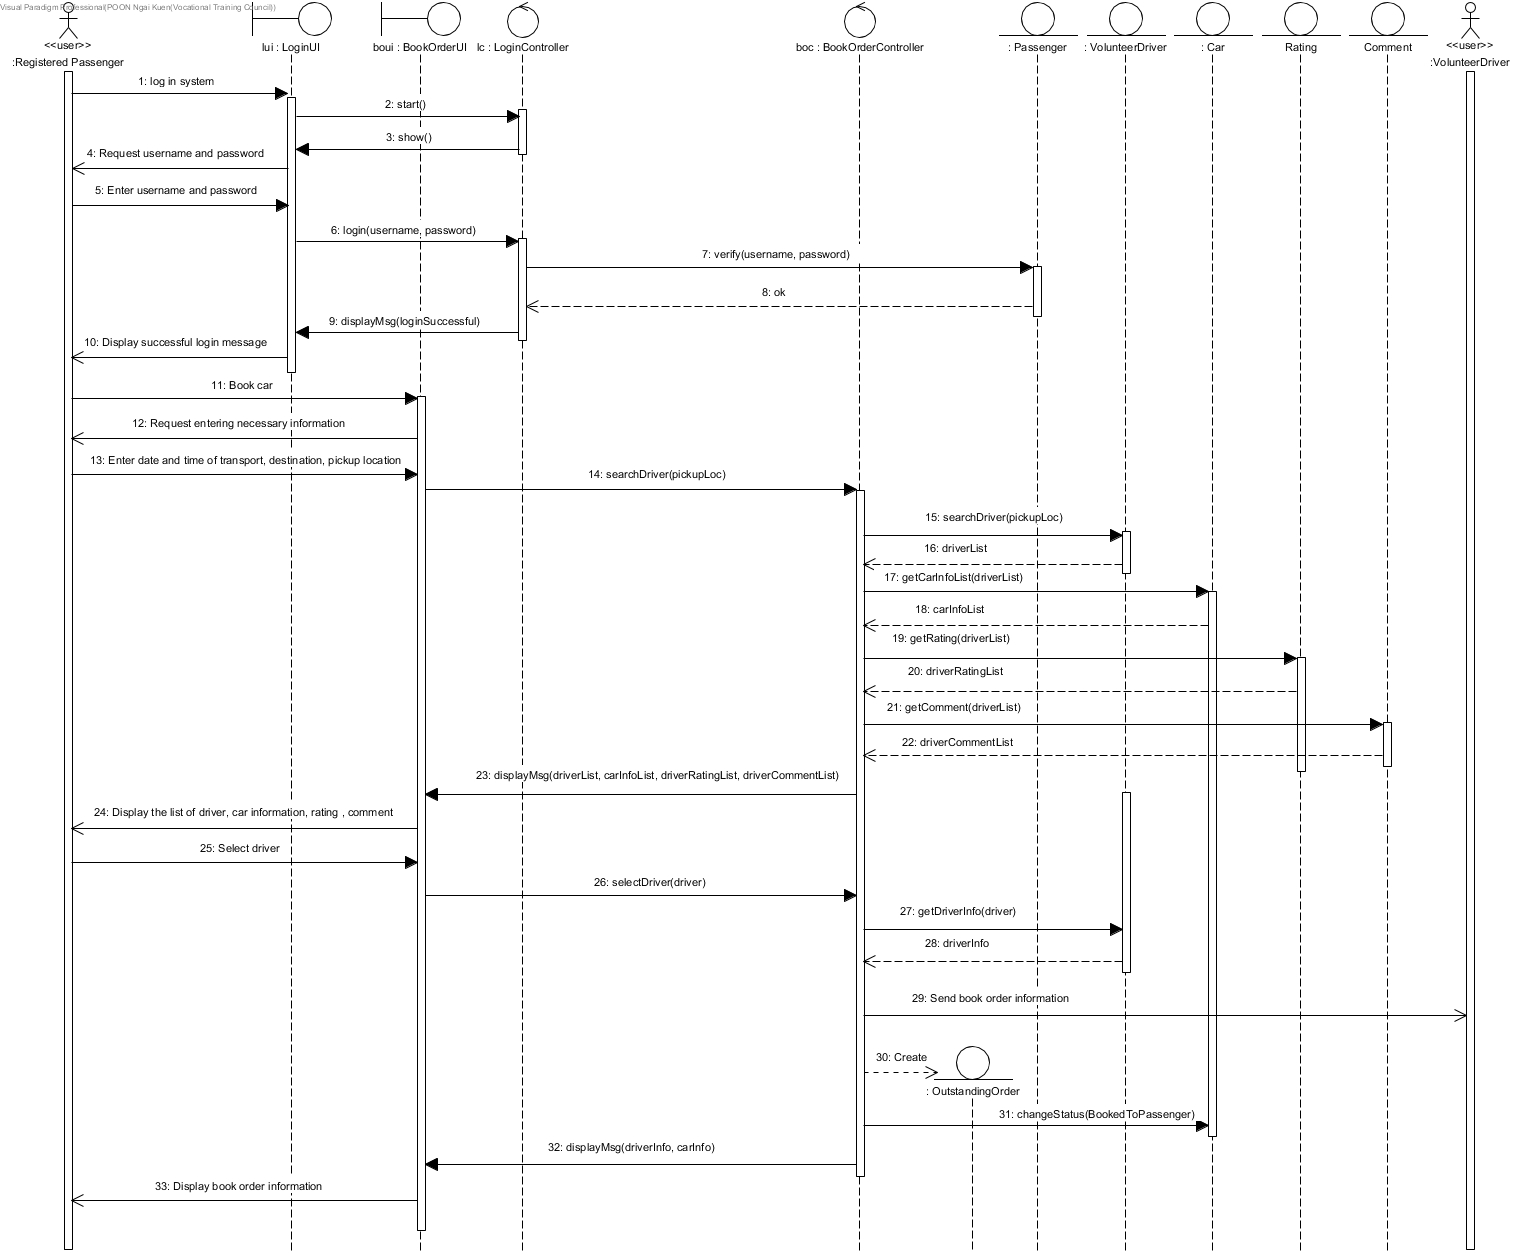 Visual Paradigm Professional(POON Ngai Kuen(Vocational Training Council))
<<user>>
:Registered Passenger
lui : LoginUI
boui : BookOrderUI
lc : LoginController
boc : BookOrderController
: Passenger
: VolunteerDriver
: Car
Rating
Comment
<<user>>
:VolunteerDriver
1: log in system
2: start()
3: show()
4: Request username and password
5: Enter username and password
6: login(username, password)
7: verify(username, password)
8: ok
9: displayMsg(loginSuccessful)
10: Display successful login message
11: Book car
12: Request entering necessary information
13: Enter date and time of transport, destination, pickup location
14: searchDriver(pickupLoc)
15: searchDriver(pickupLoc)
16: driverList
17: getCarInfoList(driverList)
18: carInfoList
19: getRating(driverList)
20: driverRatingList
21: getComment(driverList)
22: driverCommentList
23: displayMsg(driverList, carInfoList, driverRatingList, driverCommentList)
24: Display the list of driver, car information, rating , comment
25: Select driver
26: selectDriver(driver)
27: getDriverInfo(driver)
28: driverInfo
29: Send book order information
30: Create
: OutstandingOrder
31: changeStatus(BookedToPassenger)
32: displayMsg(driverInfo, carInfo)
33: Display book order information